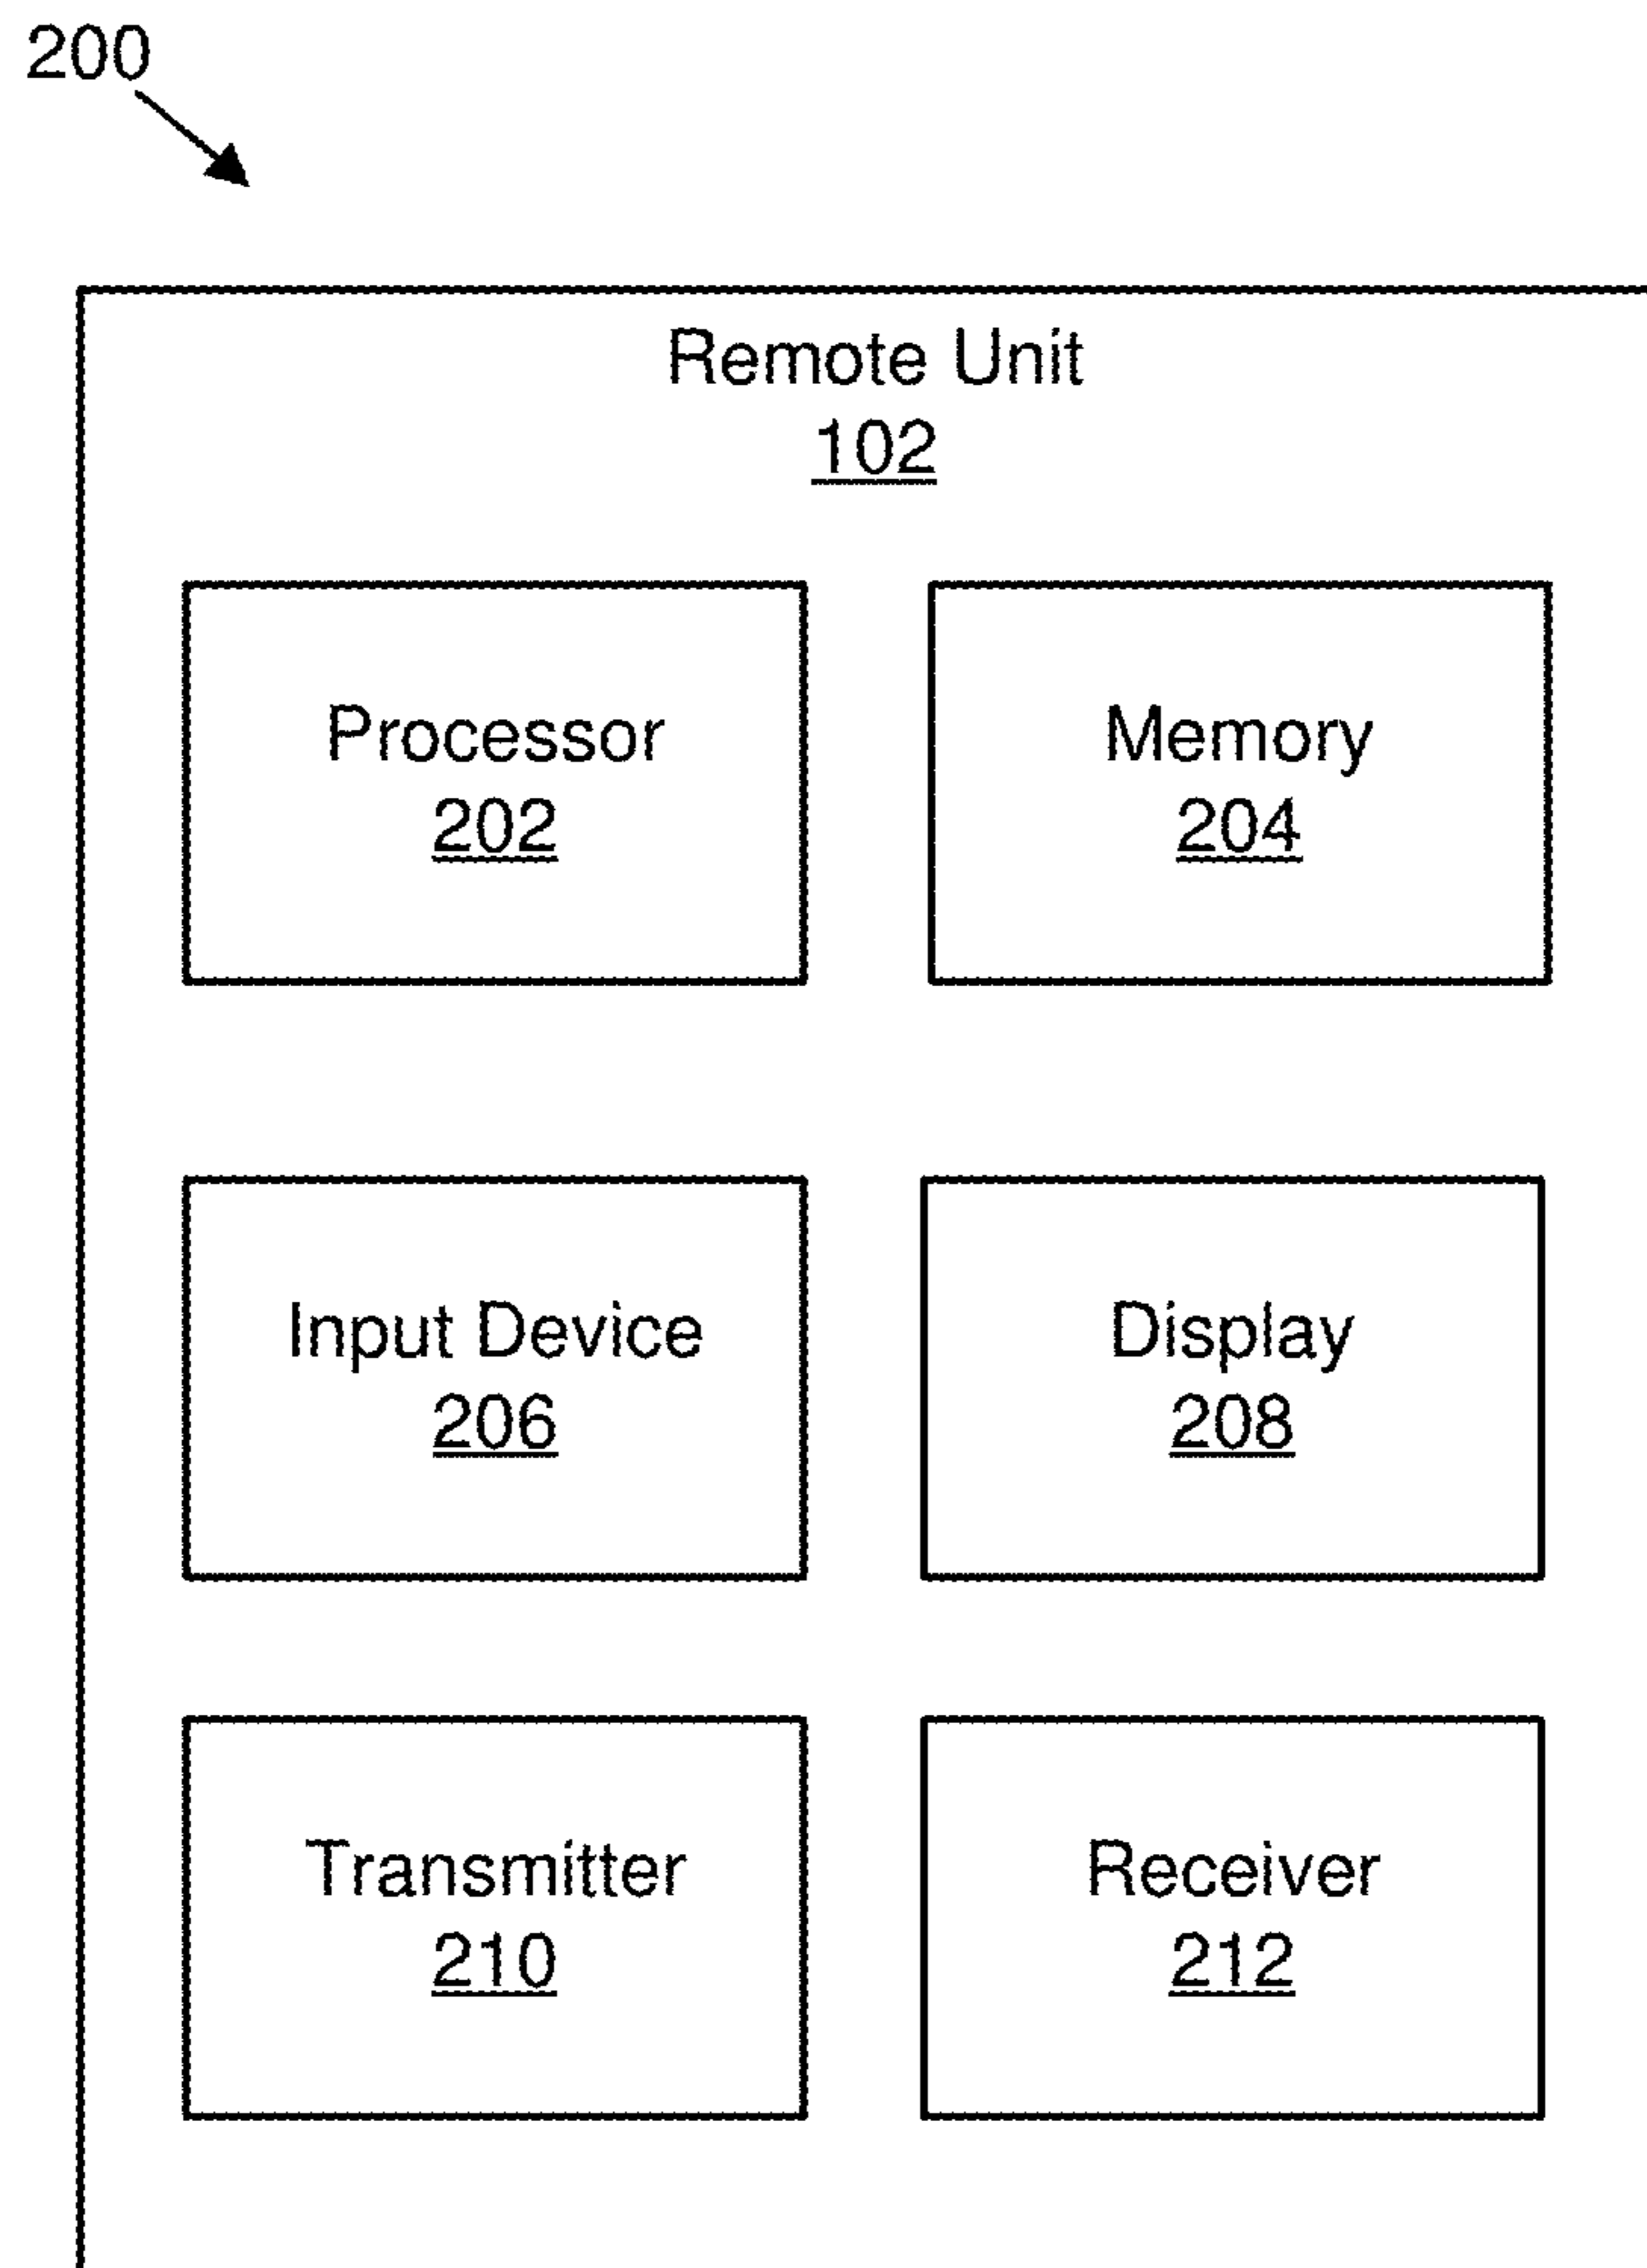 200
Remote Unit
102
Processor
202
Memory
204
Input Device
206
Display
208
Transmitter
210
Receiver
212